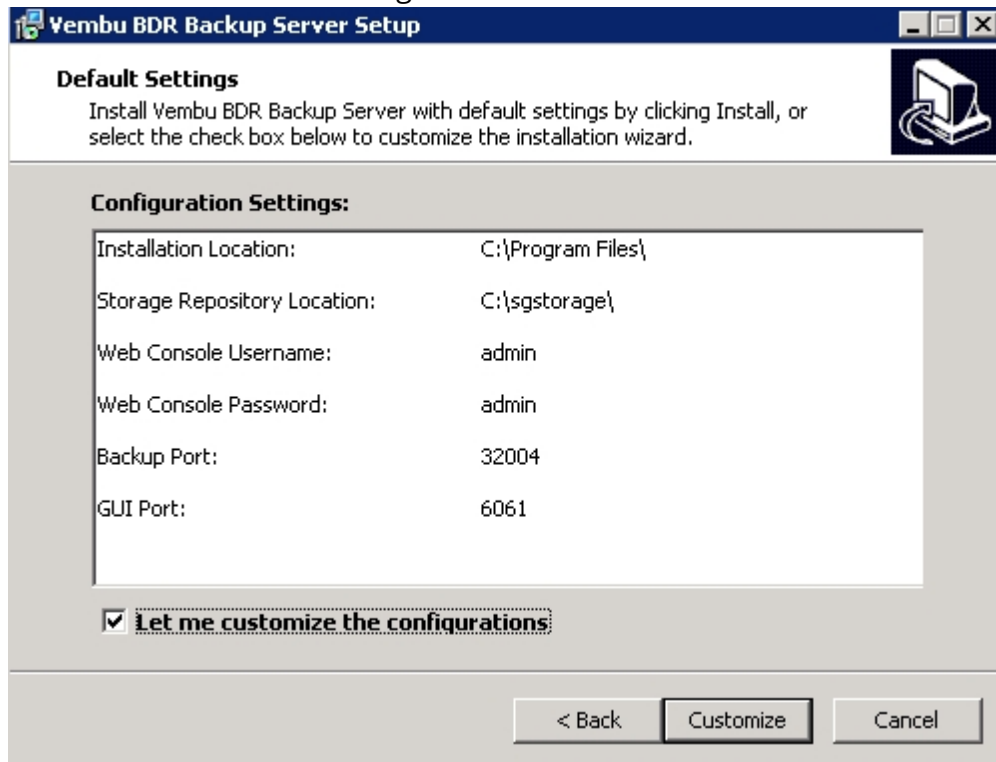 Vembu BDR Backup Server Setup
Default Settings
Install Vembu BDR Backup Server with default settings by clicking Install, or
select the check box below to customize the installation wizard.
Configuration Settings:
Installation Location: C:\Program Files\
Storage Repository Location: C:\sgstorage\
Web Console Username: admin
Web Console Password: admin
Backup Port: 32004
GUI Port: 6061
Let me customize the configurations
< Back Customize Cancel